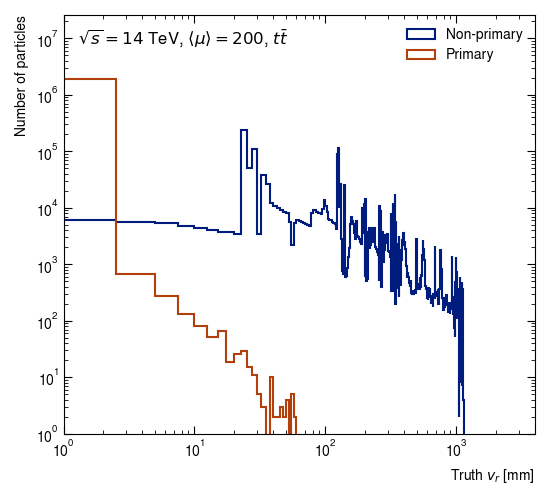 √s = 14 TeV, ⟨μ⟩ = 200, tt̄
Non-primary
Primary
Number of particles
10⁷
10⁶
10⁵
10⁴
10³
10²
10¹
10⁰
10⁰ 10¹ 10² 10³
Truth vᵣ [mm]